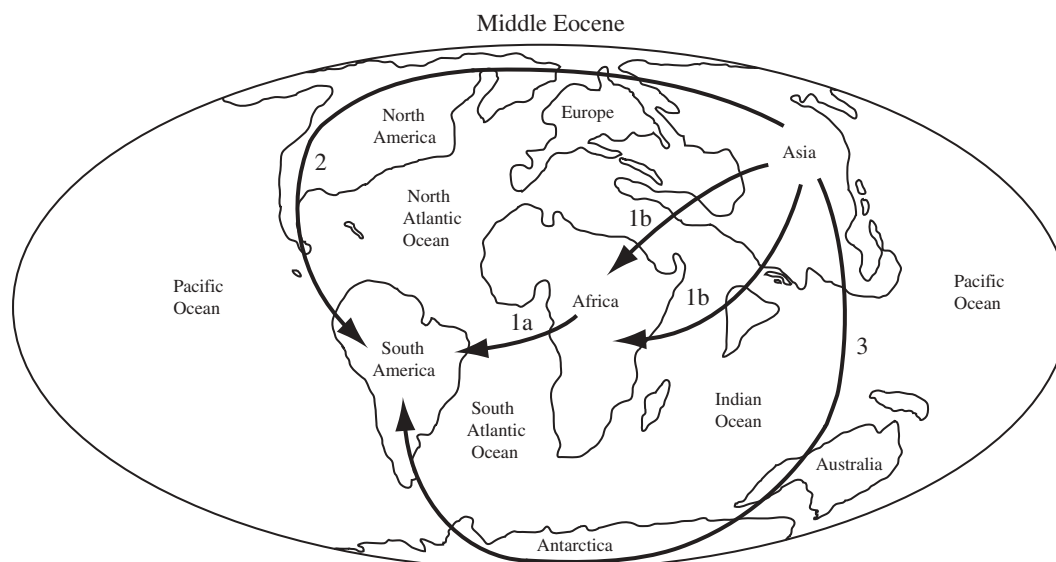 Middle Eocene
North
America
Europe
Asia
2
North
Atlantic
Ocean
1b
Pacific
Ocean
Africa
1b
Pacific
Ocean
1a
South
America
3
South
Atlantic
Ocean
Indian
Ocean
Australia
Antarctica